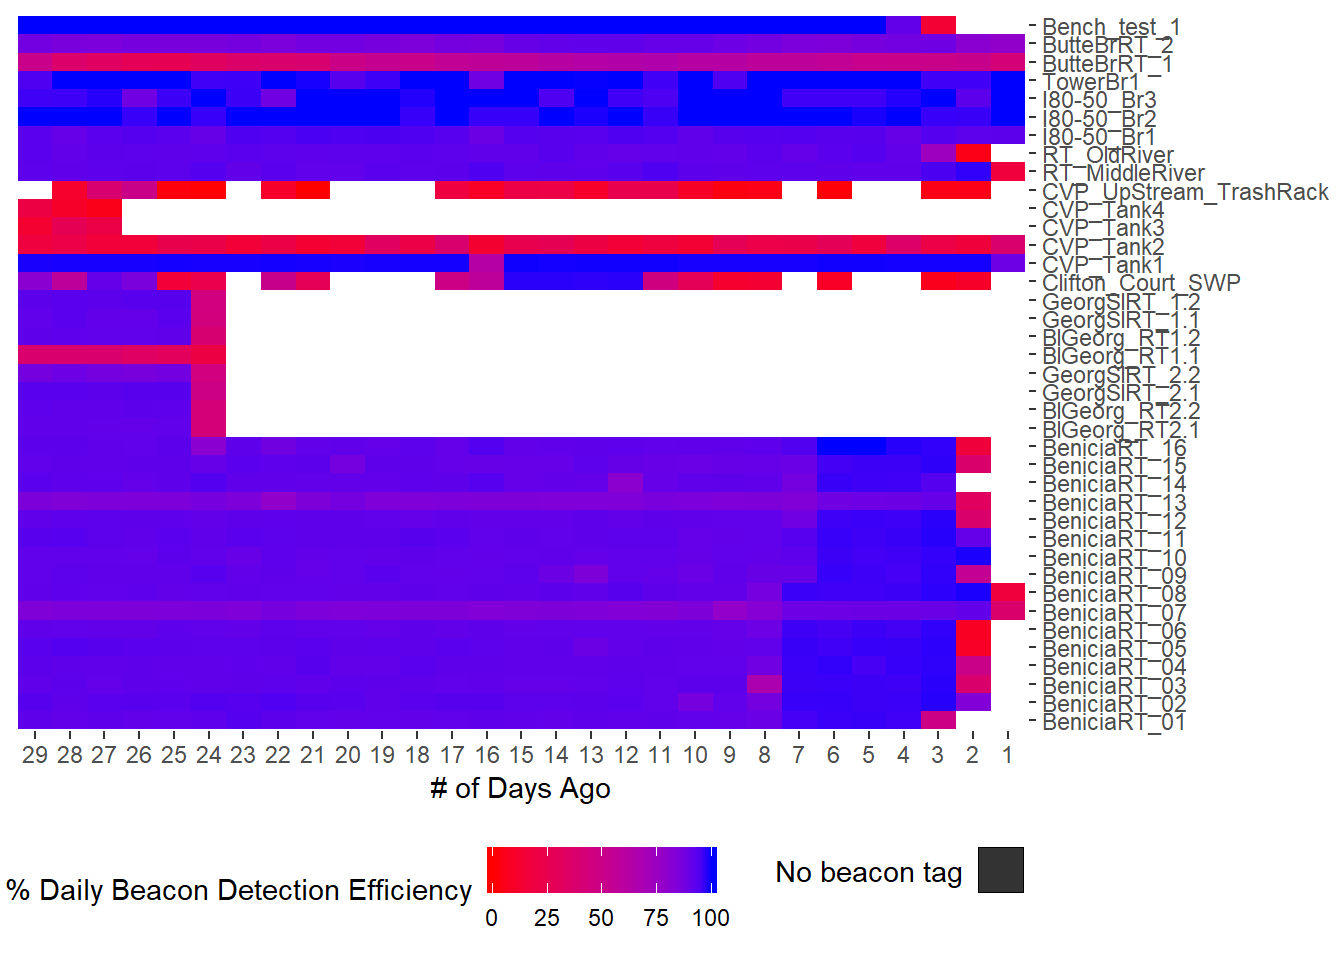 Bench_test_1
ButteBrRT_2
ButteBrRT_1
TowerBr1
I80-50_Br3
I80-50_Br2
I80-50_Br1
RT_OldRiver
RT_MiddleRiver
CVP_UpStream_TrashRack
CVP_Tank4
CVP_Tank3
CVP_Tank2
CVP_Tank1
Clifton_Court_SWP
GeorgSlRT_1.2
GeorgSlRT_1.1
BlGeorg_RT1.2
BlGeorg_RT1.1
GeorgSlRT_2.2
GeorgSlRT_2.1
BlGeorg_RT2.2
BlGeorg_RT2.1
BeniciaRT_16
BeniciaRT_15
BeniciaRT_14
BeniciaRT_13
BeniciaRT_12
BeniciaRT_11
BeniciaRT_10
BeniciaRT_09
BeniciaRT_08
BeniciaRT_07
BeniciaRT_06
BeniciaRT_05
BeniciaRT_04
BeniciaRT_03
BeniciaRT_02
BeniciaRT_01
29 28 27 26 25 24 23 22 21 20 19 18 17 16 15 14 13 12 11 10 9 8 7 6 5 4 3 2 1
# of Days Ago
% Daily Beacon Detection Efficiency
0 25 50 75 100
No beacon tag